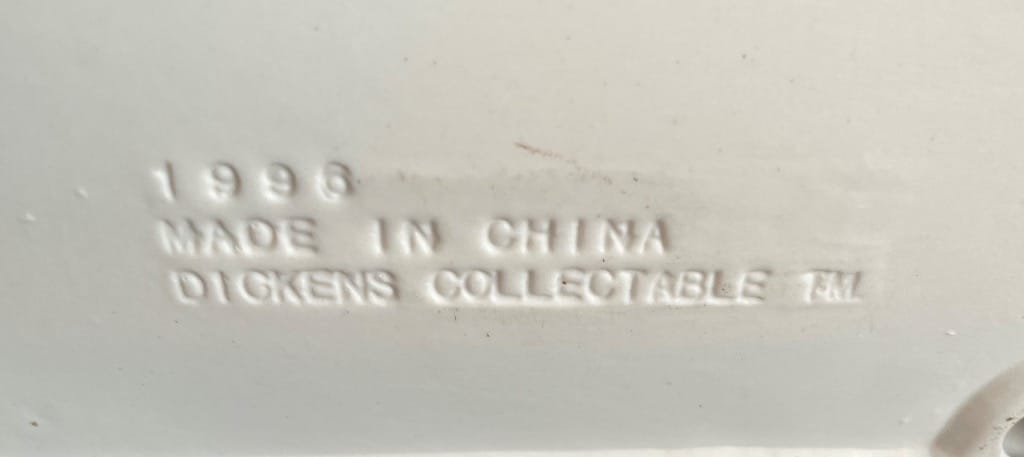 1996
MADE IN CHINA
DICKENS COLLECTABLE TM